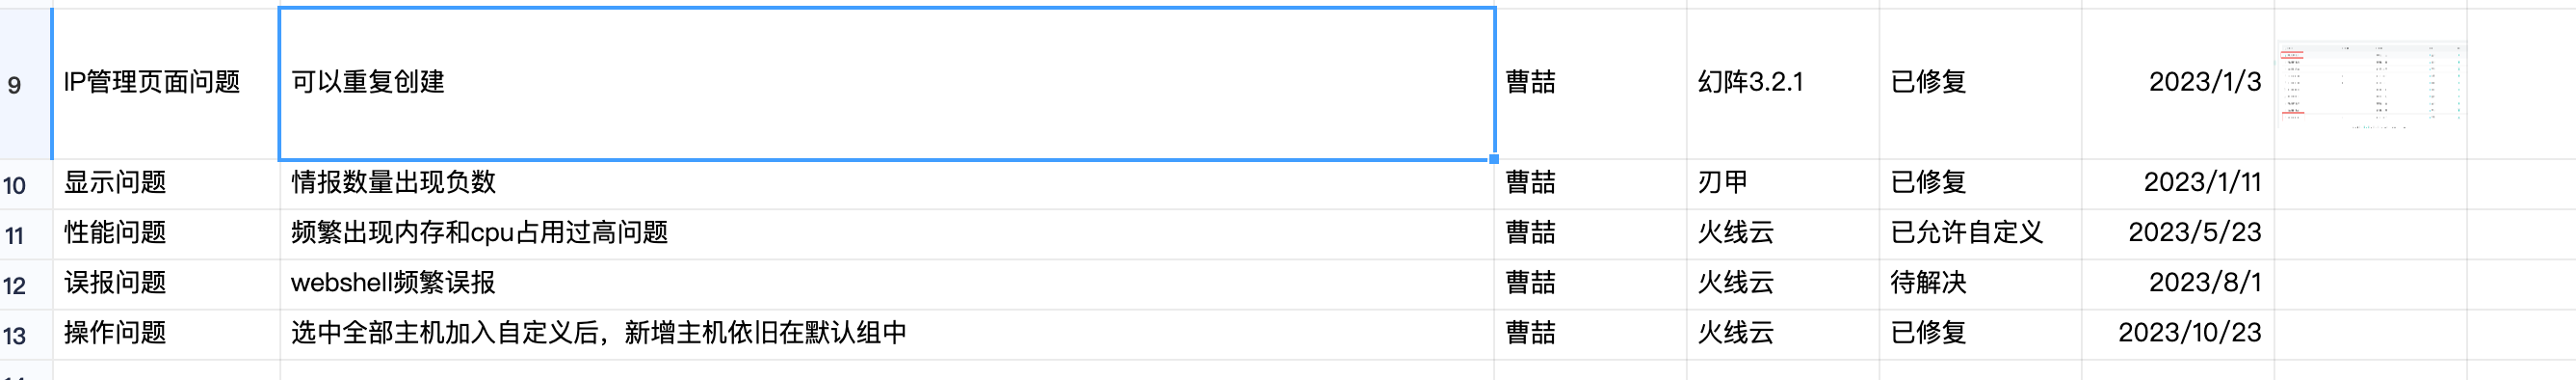 9 IP管理页面问题 可以重复创建 曹喆 幻阵3.2.1 已修复 2023/1/3
10 显示问题 情报数量出现负数 曹喆 刃甲 已修复 2023/1/11
11 性能问题 频繁出现内存和cpu占用过高问题 曹喆 火线云 已允许自定义 2023/5/23
12 误报问题 webshell频繁误报 曹喆 火线云 待解决 2023/8/1
13 操作问题 选中全部主机加入自定义后，新增主机依旧在默认组中 曹喆 火线云 已修复 2023/10/23